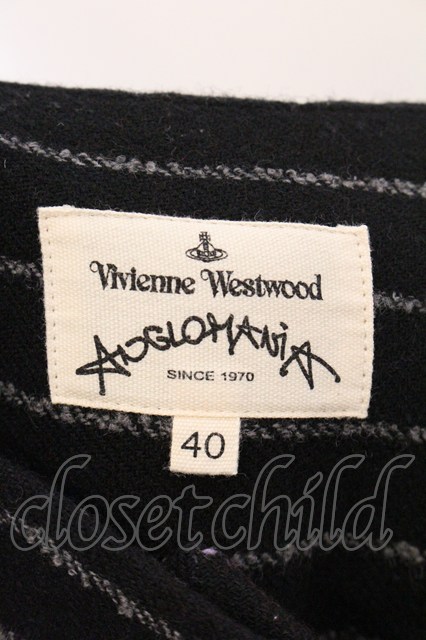 Vivienne Westwood
ANGLOMANIA
SINCE 1970
40
closetchild